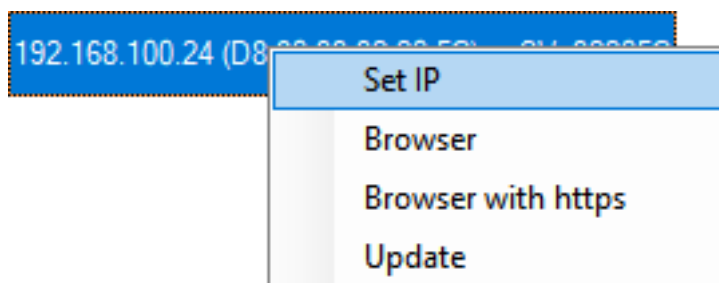 192.168.100.24 (D8
Set IP
Browser
Browser with https
Update